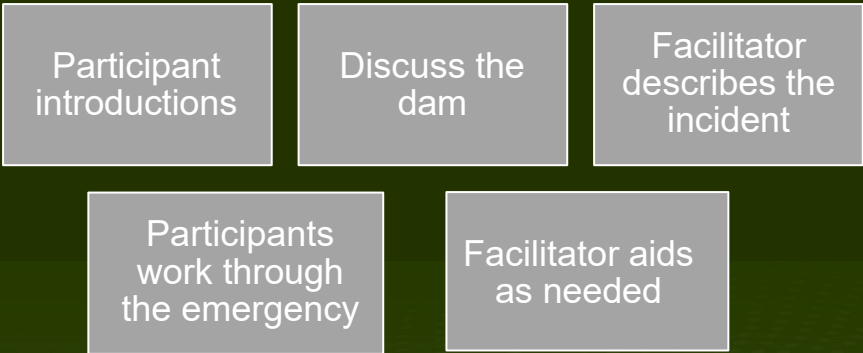 Participant
introductions
Discuss the
dam
Facilitator
describes the
incident
Participants
work through
the emergency
Facilitator aids
as needed